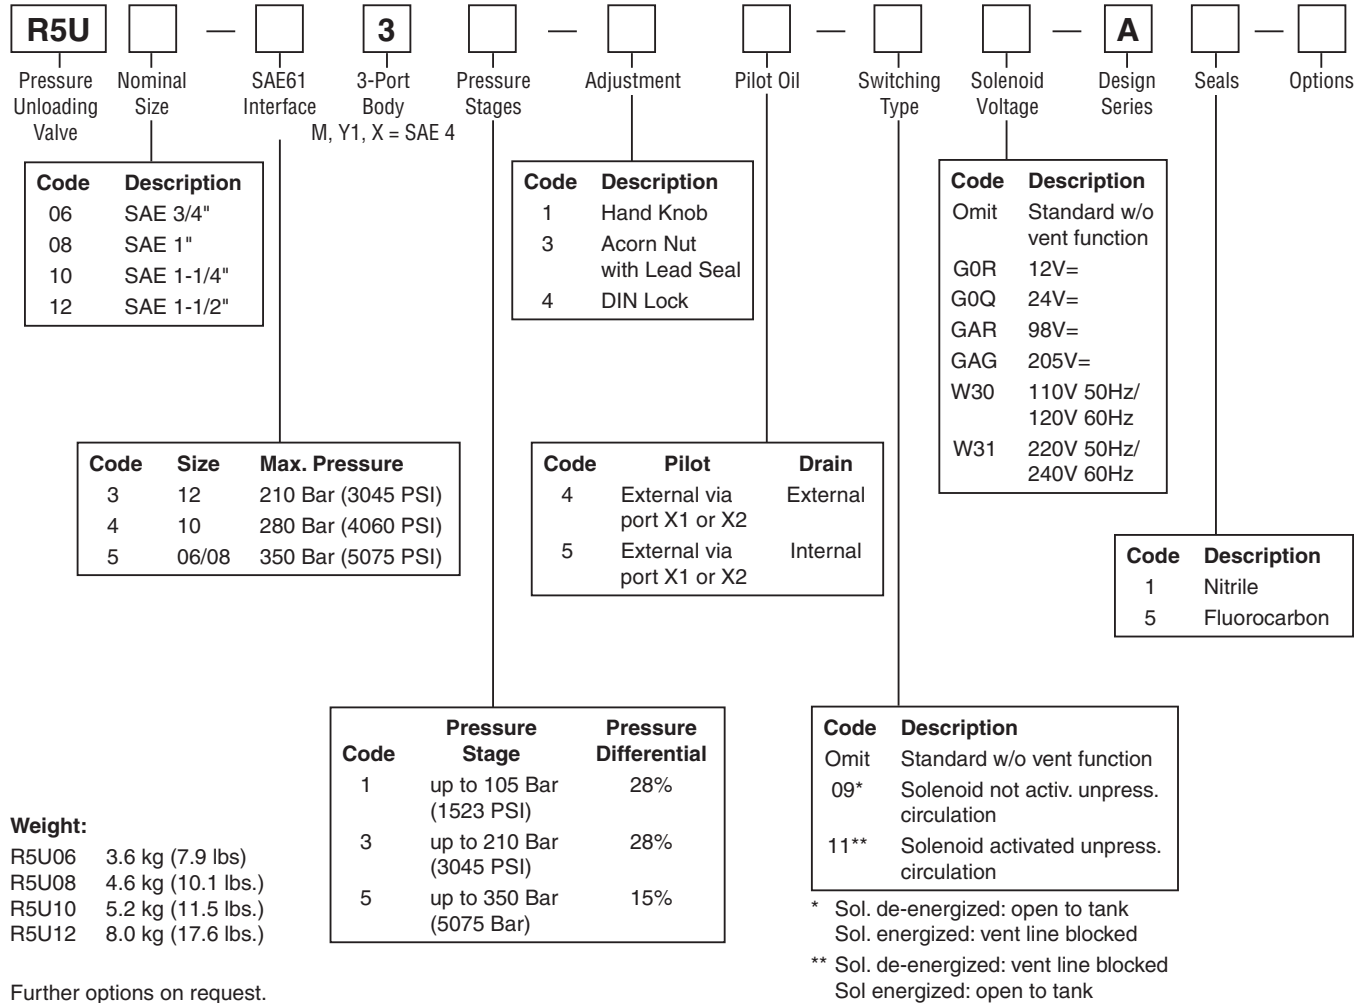 R5U — 3 — — — A —
Pressure Unloading Valve
Nominal Size
SAE61 Interface
3-Port Body
M, Y1, X = SAE 4
Pressure Stages
Adjustment
Pilot Oil
Switching Type
Solenoid Voltage
Design Series
Seals
Options
Code Description
06 SAE 3/4"
08 SAE 1"
10 SAE 1-1/4"
12 SAE 1-1/2"
Code Description
1 Hand Knob
3 Acorn Nut
with Lead Seal
4 DIN Lock
Code Description
Omit Standard w/o
vent function
G0R 12V=
G0Q 24V=
GAR 98V=
GAG 205V=
W30 110V 50Hz/
120V 60Hz
W31 220V 50Hz/
240V 60Hz
Code Size Max. Pressure
3 12 210 Bar (3045 PSI)
4 10 280 Bar (4060 PSI)
5 06/08 350 Bar (5075 PSI)
Code Pilot Drain
4 External via External
port X1 or X2
5 External via Internal
port X1 or X2
Code Description
1 Nitrile
5 Fluorocarbon
Pressure Pressure
Code Stage Differential
1 up to 105 Bar 28%
(1523 PSI)
3 up to 210 Bar 28%
(3045 PSI)
5 up to 350 Bar 15%
(5075 Bar)
Code Description
Omit Standard w/o vent function
09* Solenoid not activ. unpress.
circulation
11** Solenoid activated unpress.
circulation
* Sol. de-energized: open to tank
Sol. energized: vent line blocked
** Sol. de-energized: vent line blocked
Sol energized: open to tank
Weight:
R5U06 3.6 kg (7.9 lbs)
R5U08 4.6 kg (10.1 lbs.)
R5U10 5.2 kg (11.5 lbs.)
R5U12 8.0 kg (17.6 lbs.)
Further options on request.